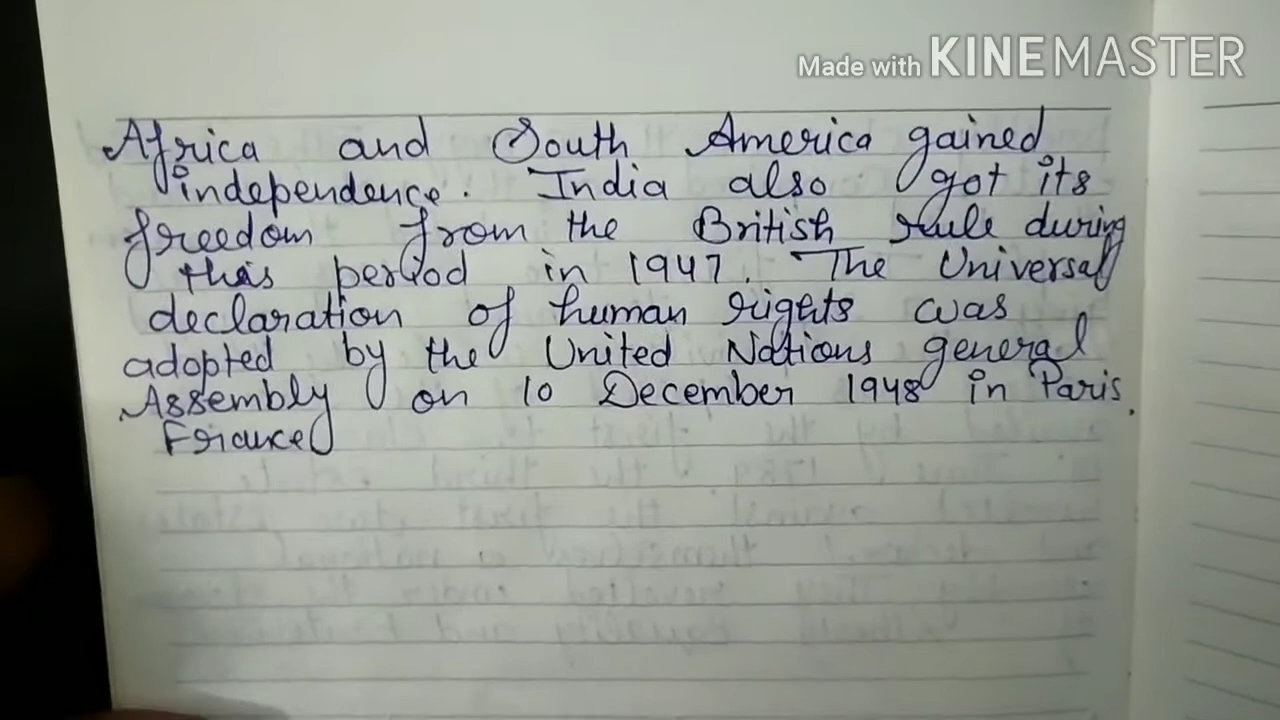 Made with KINEMASTER
Africa and South America gained
independence. India also got its
freedom from the British rule during
this period in 1947. The Universal
declaration of human rights was
adopted by the United Nations general
Assembly on 10 December 1948 in Paris.
France